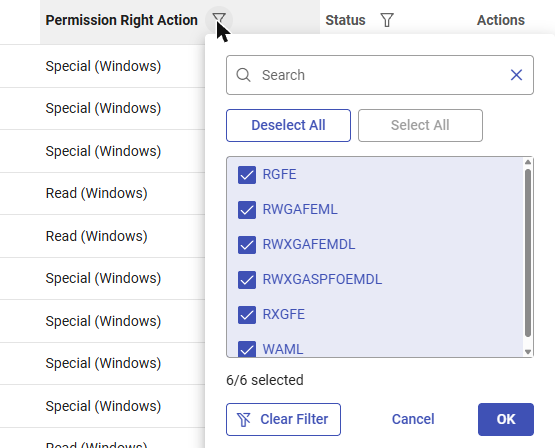 Permission Right Action Status Actions
Special (Windows)
Special (Windows)
Special (Windows)
Read (Windows)
Read (Windows)
Special (Windows)
Special (Windows)
Special (Windows)
Special (Windows)
Read (Windows)
Search
Deselect All Select All
RGFE
RWGAFEML
RWXGAFEMDL
RWXGASPFOEMDL
RXGFE
WAML
6/6 selected
Clear Filter Cancel OK